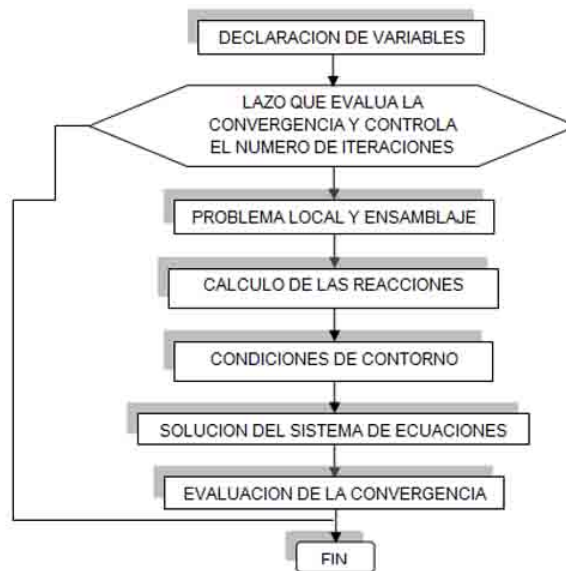 DECLARACION DE VARIABLES
LAZO QUE EVALUA LA
CONVERGENCIA Y CONTROLA
EL NUMERO DE ITERACIONES
PROBLEMA LOCAL Y ENSAMBLAJE
CALCULO DE LAS REACCIONES
CONDICIONES DE CONTORNO
SOLUCION DEL SISTEMA DE ECUACIONES
EVALUACION DE LA CONVERGENCIA
FIN